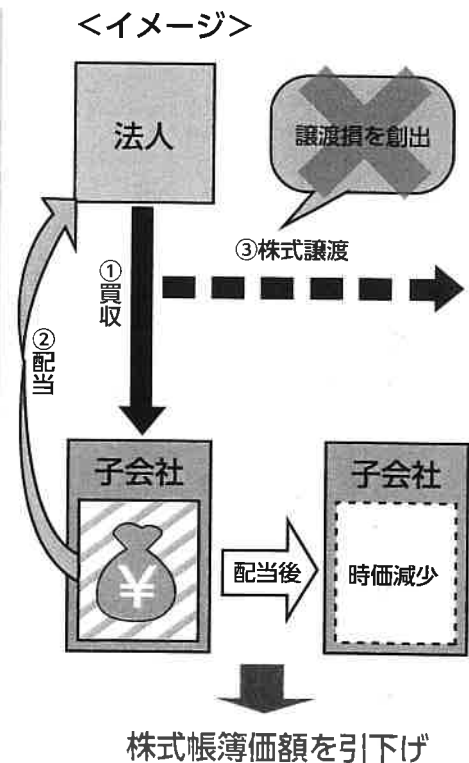 ＜イメージ＞
法人
譲渡損を創出
①買収
③株式譲渡
②配当
子会社
¥
配当後
子会社
時価減少
株式帳簿価額を引下げ